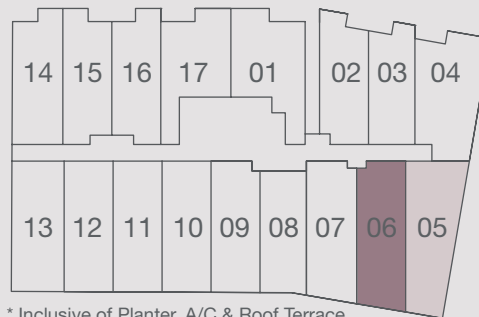 14 15 16 17 01 02 03 04
13 12 11 10 09 08 07 06 05
* Inclusive of Planter, A/C & Roof Terrace